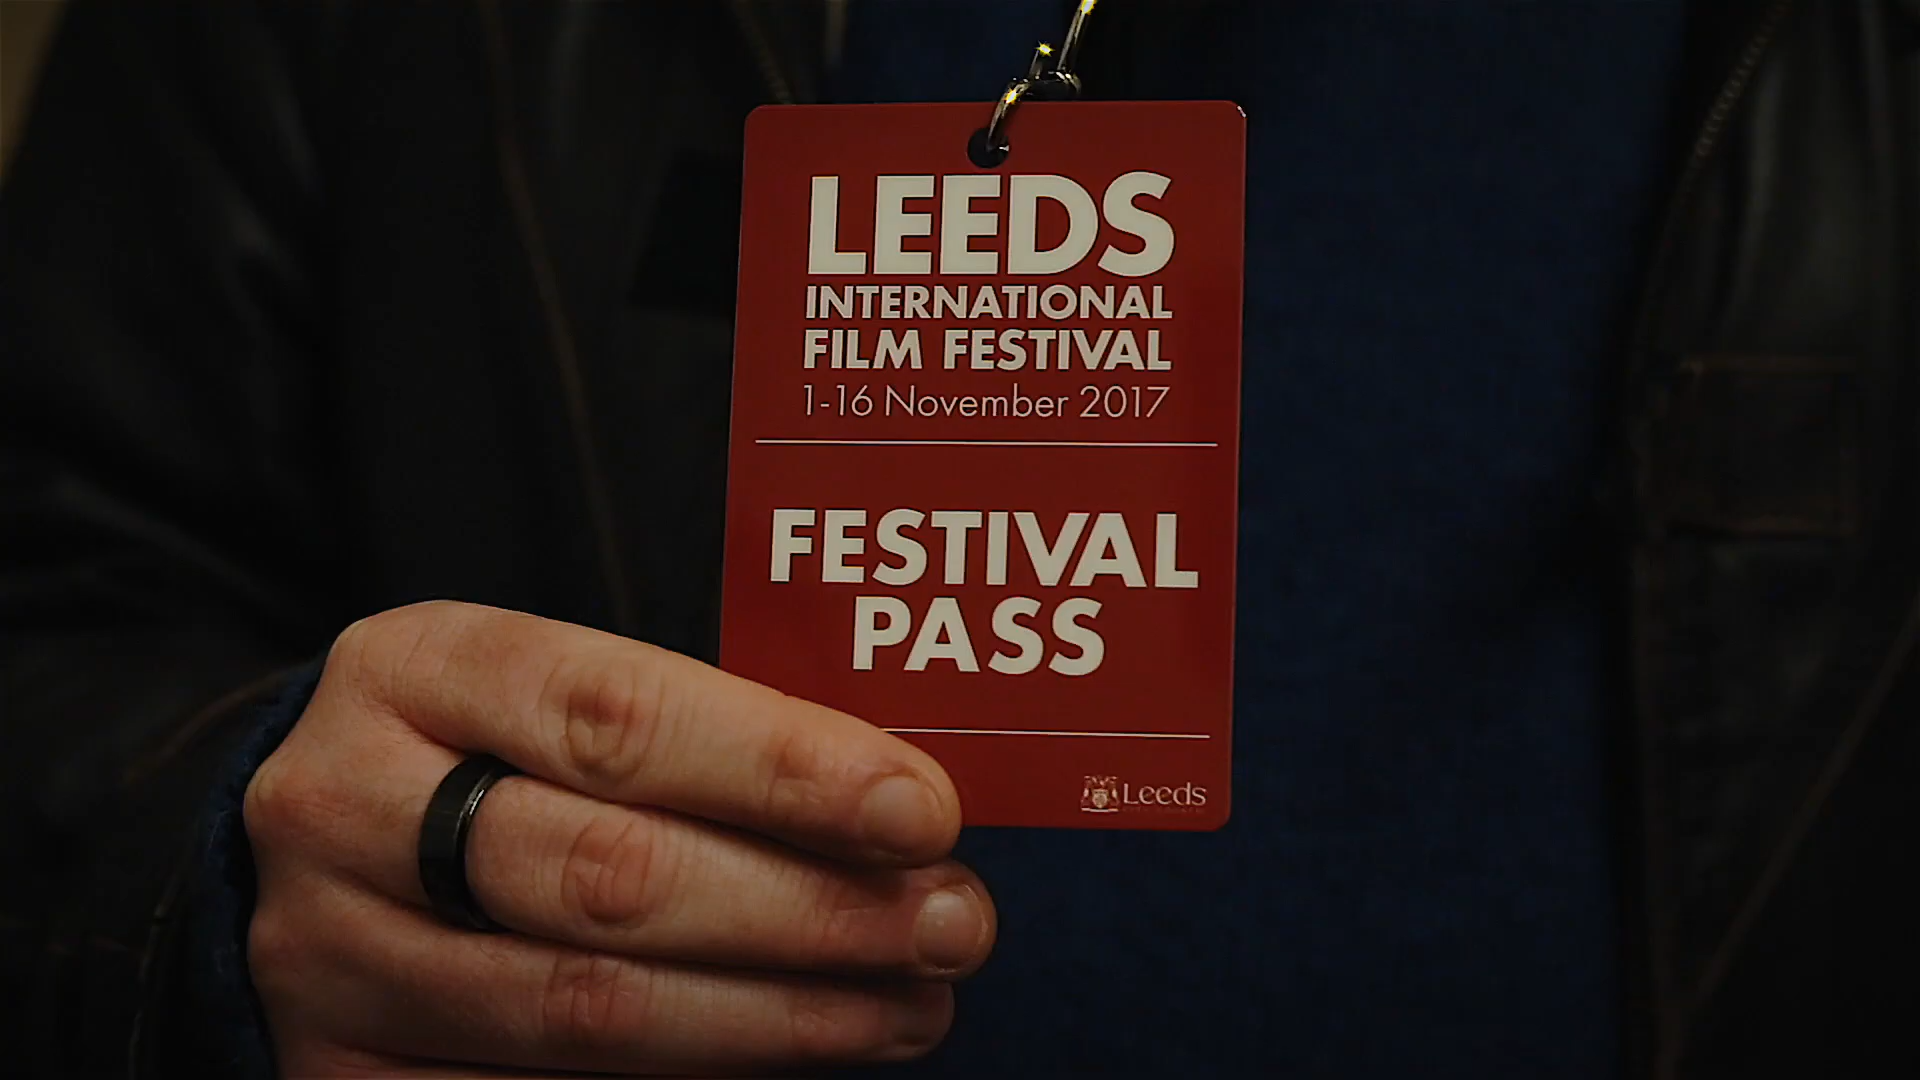 LEEDS
INTERNATIONAL
FILM FESTIVAL
1-16 November 2017
FESTIVAL
PASS
Leeds